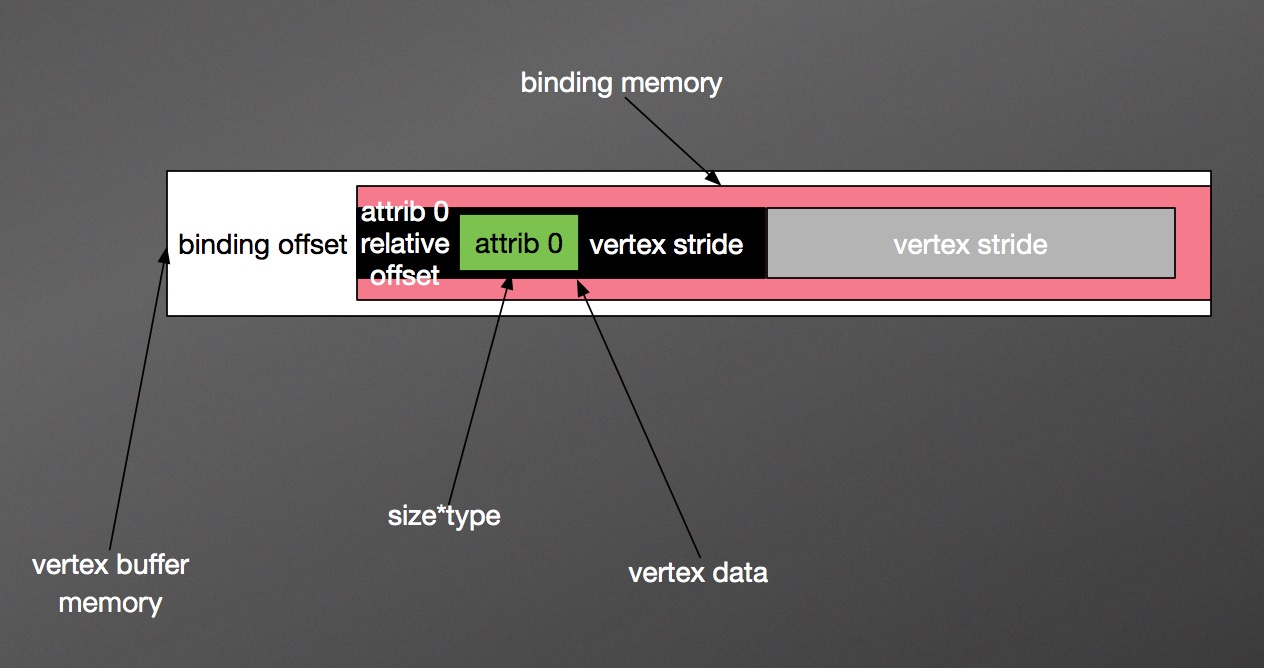 binding memory
binding offset
attrib 0
relative
offset
attrib 0
vertex stride
vertex stride
size*type
vertex buffer
memory
vertex data